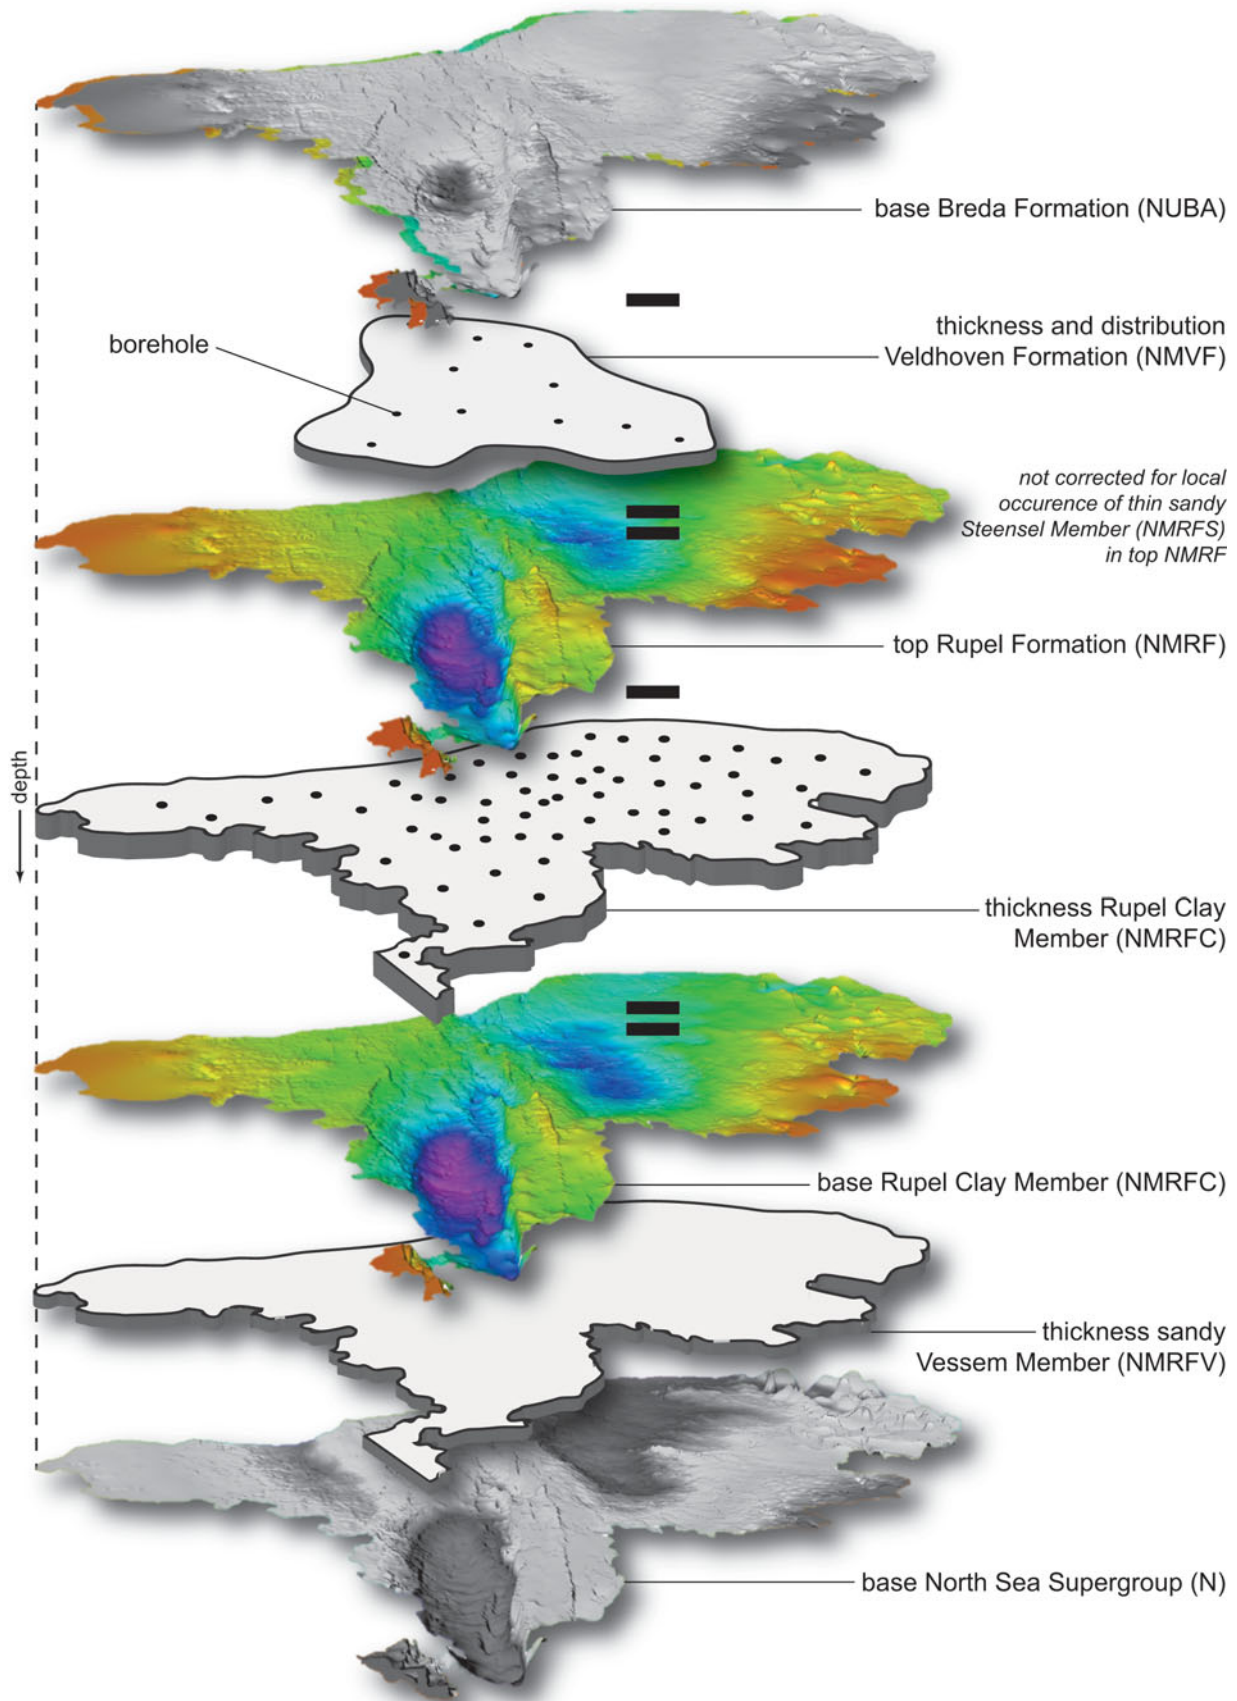 base Breda Formation (NUBA)
thickness and distribution
Veldhoven Formation (NMVF)
borehole
not corrected for local
occurence of thin sandy
Steensel Member (NMRFS)
in top NMRF
top Rupel Formation (NMRF)
depth
thickness Rupel Clay
Member (NMRFC)
base Rupel Clay Member (NMRFC)
thickness sandy
Vessem Member (NMRFV)
base North Sea Supergroup (N)